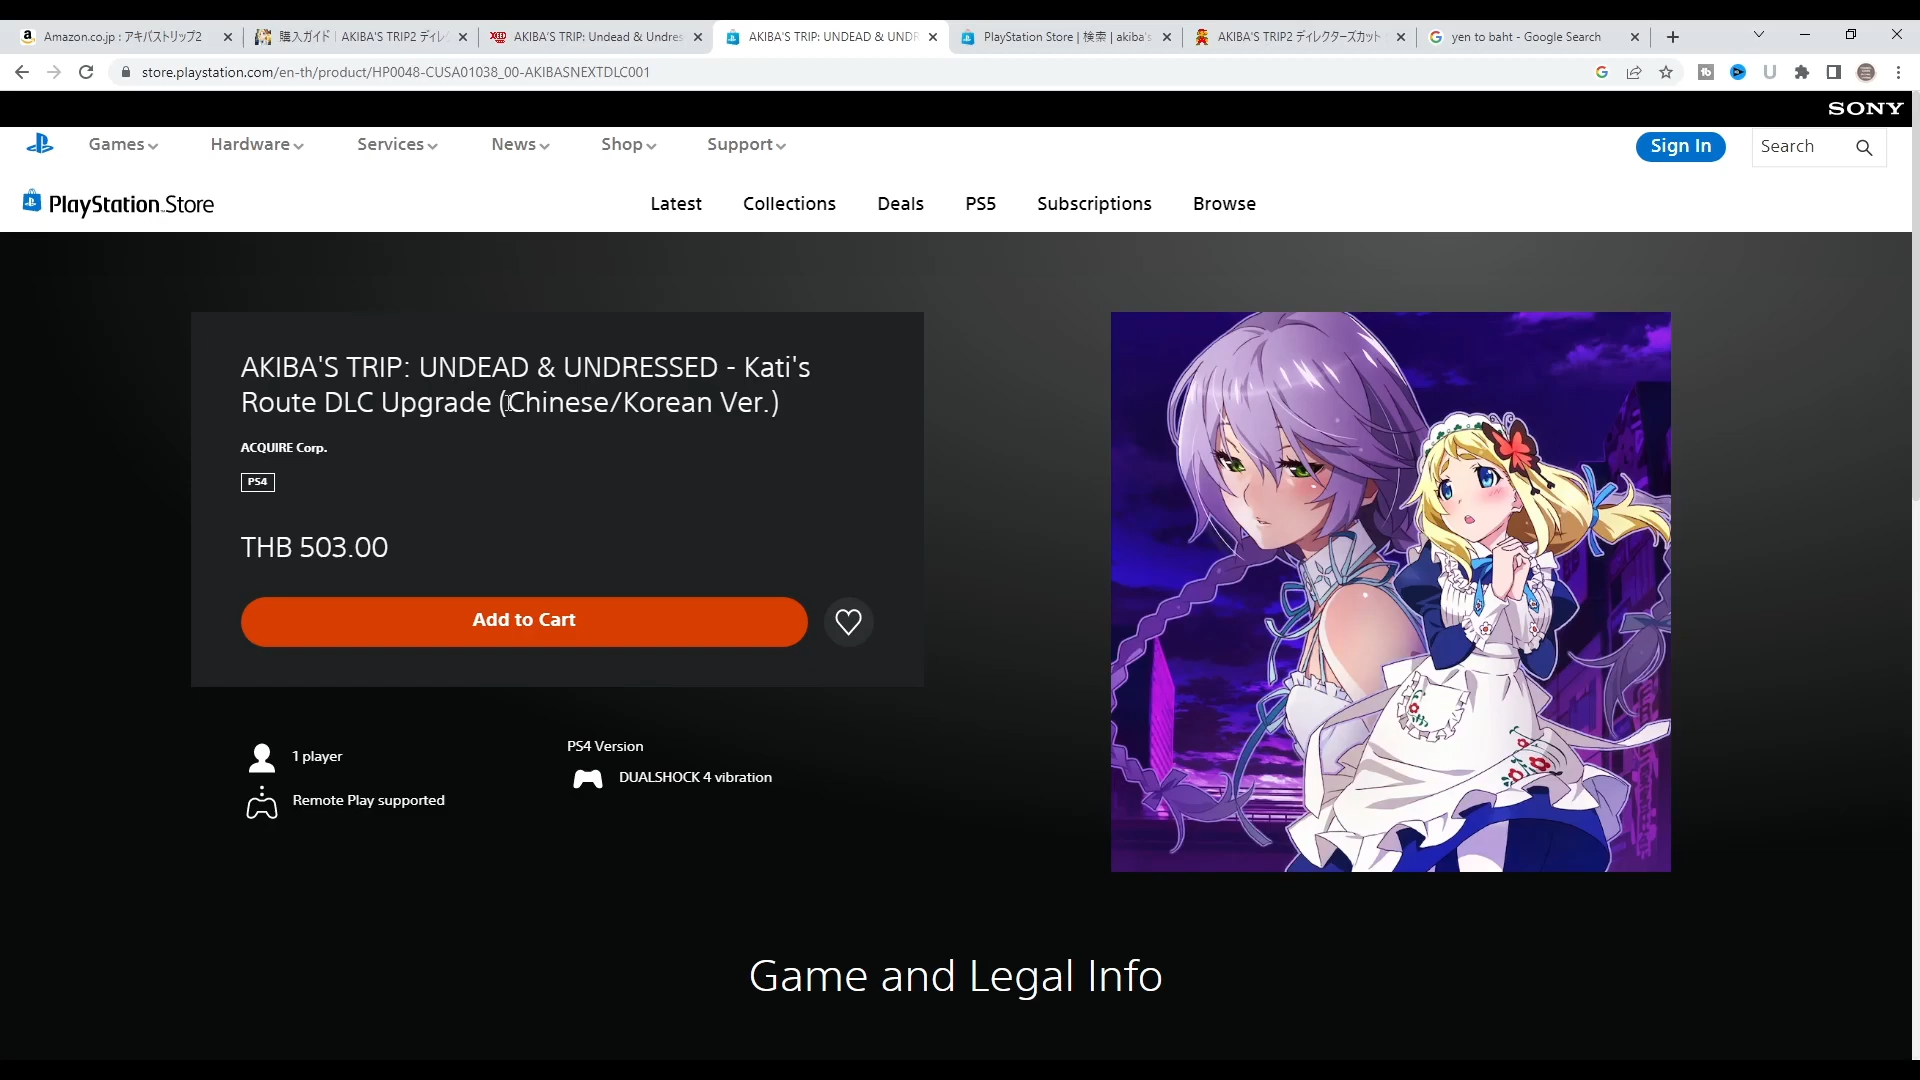 Amazon.co.jp : アキバストリップ2
購入ガイド | AKIBA'S TRIP2 ディレ
AKIBA'S TRIP: Undead & Undres
AKIBA'S TRIP: UNDEAD & UNDR
PlayStation Store | 検索 | akiba's
AKIBA'S TRIP2 ディレクターズカット
yen to baht - Google Search
store.playstation.com/en-th/product/HP0048-CUSA01038_00-AKIBASNEXTDLC001
SONY
Games
Hardware
Services
News
Shop
Support
Sign In
Search
PlayStation Store
Latest
Collections
Deals
PS5
Subscriptions
Browse
AKIBA'S TRIP: UNDEAD & UNDRESSED - Kati's
Route DLC Upgrade (Chinese/Korean Ver.)
ACQUIRE Corp.
PS4
THB 503.00
Add to Cart
1 player
Remote Play supported
PS4 Version
DUALSHOCK 4 vibration
Game and Legal Info